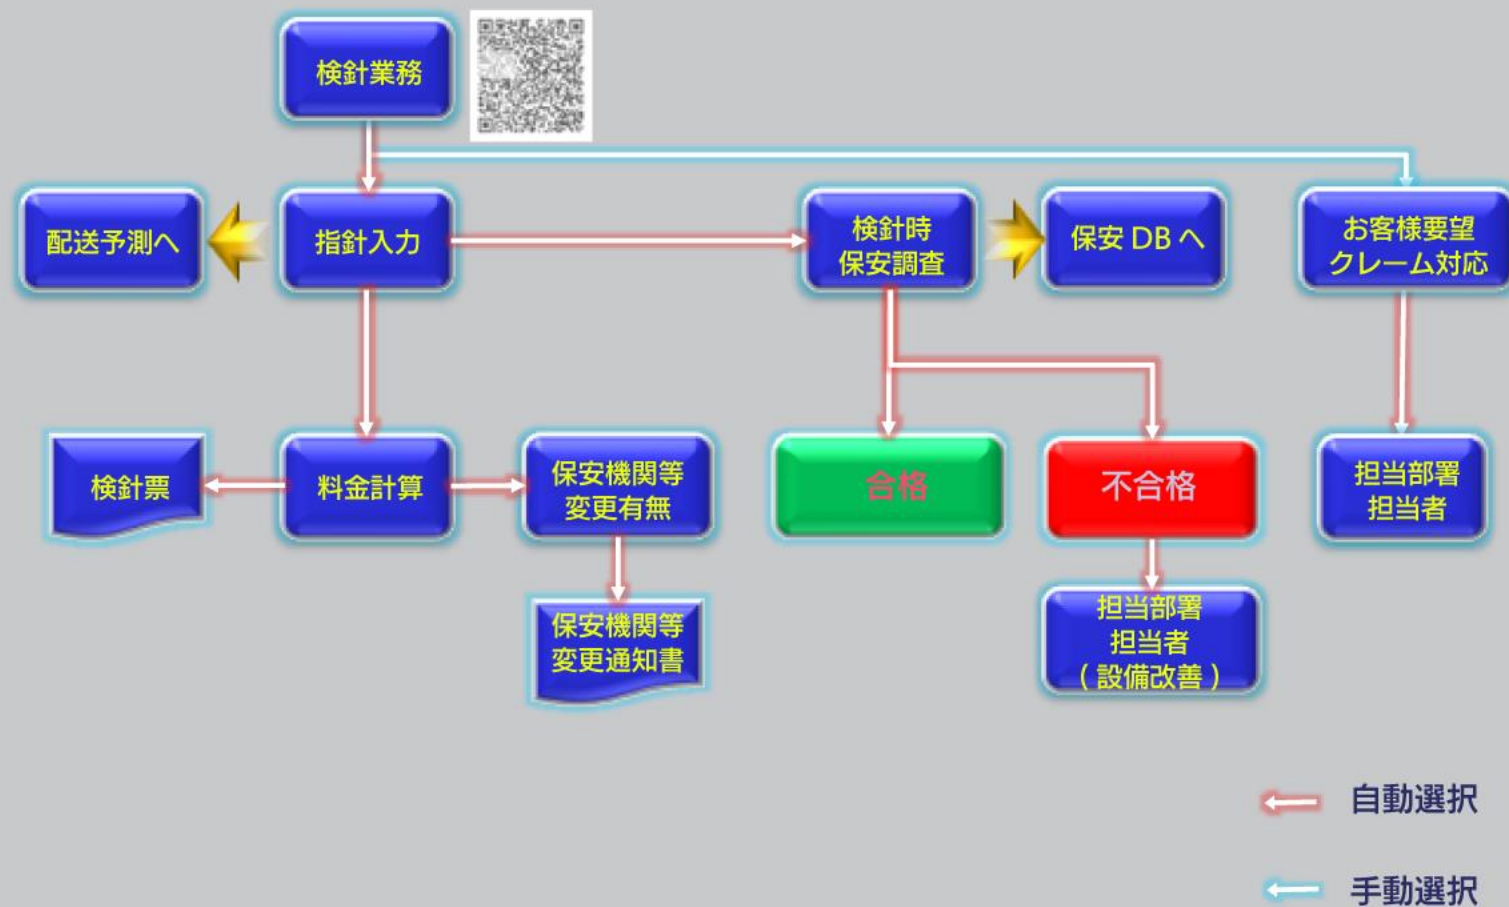 検針業務
配送予測へ
指針入力
検針時
保安調査
保安 DB へ
お客様要望
クレーム対応
検針票
料金計算
保安機関等
変更有無
合格
不合格
担当部署
担当者
保安機関等
変更通知書
担当部署
担当者
( 設備改善 )
自動選択
手動選択